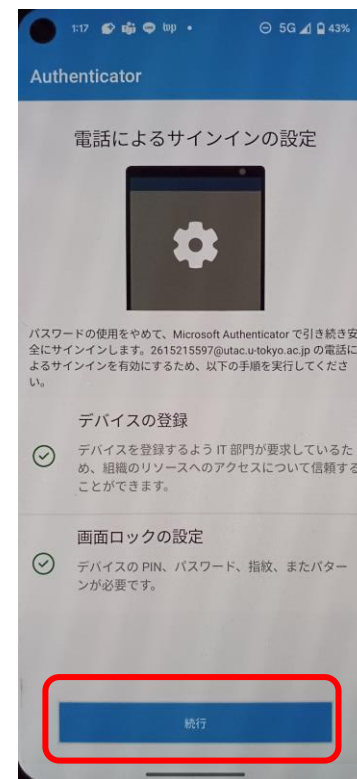 1:17
5G 43%
Authenticator
電話によるサインインの設定
パスワードの使用をやめて、Microsoft Authenticator で引き続き安
全にサインインします。2615215597@utac.u-tokyo.ac.jp の電話に
よるサインインを有効にするため、以下の手順を実行してくださ
い。
デバイスの登録
デバイスを登録するよう IT 部門が要求しているた
め、組織のリソースへのアクセスについて信頼する
ことができます。
画面ロックの設定
デバイスの PIN、パスワード、指紋、またパター
ンが必要です。
続行